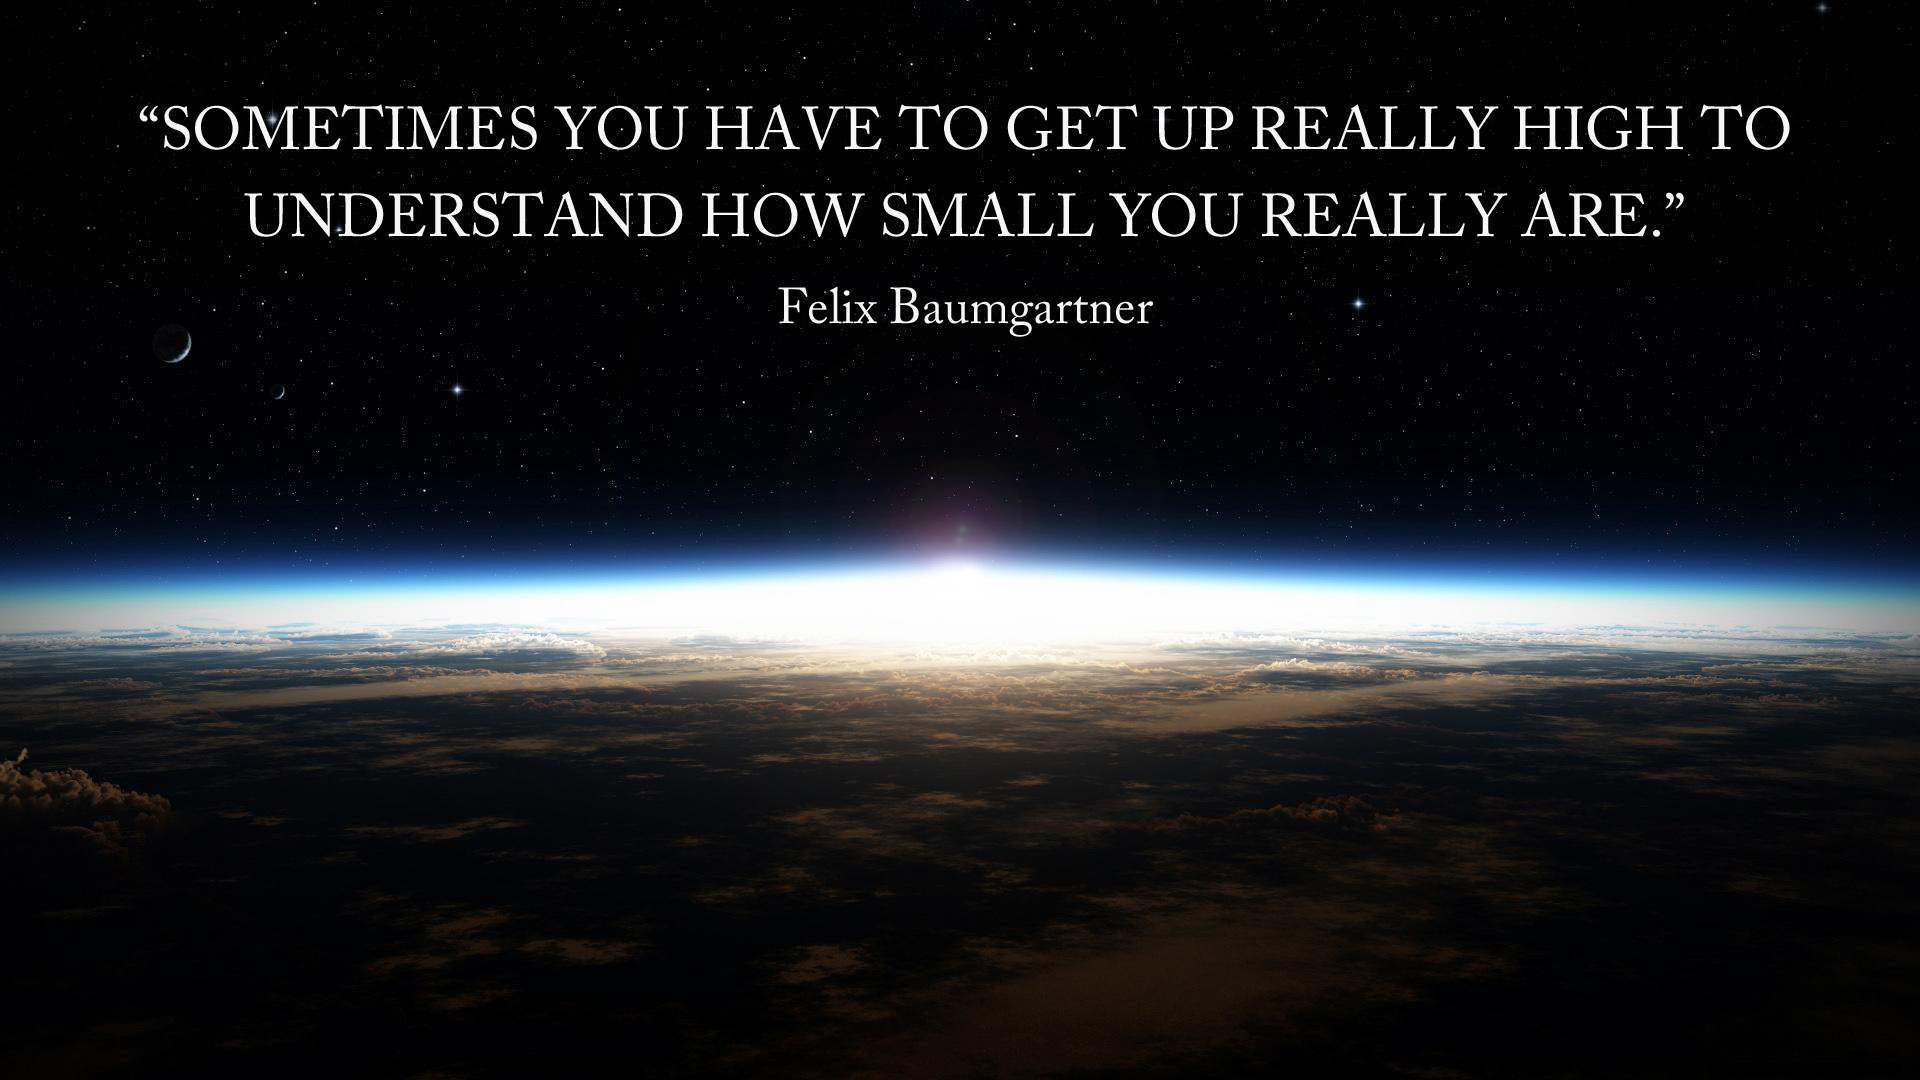 “SOMETIMES YOU HAVE TO GET UP REALLY HIGH TO
UNDERSTAND HOW SMALL YOU REALLY ARE.”
Felix Baumgartner